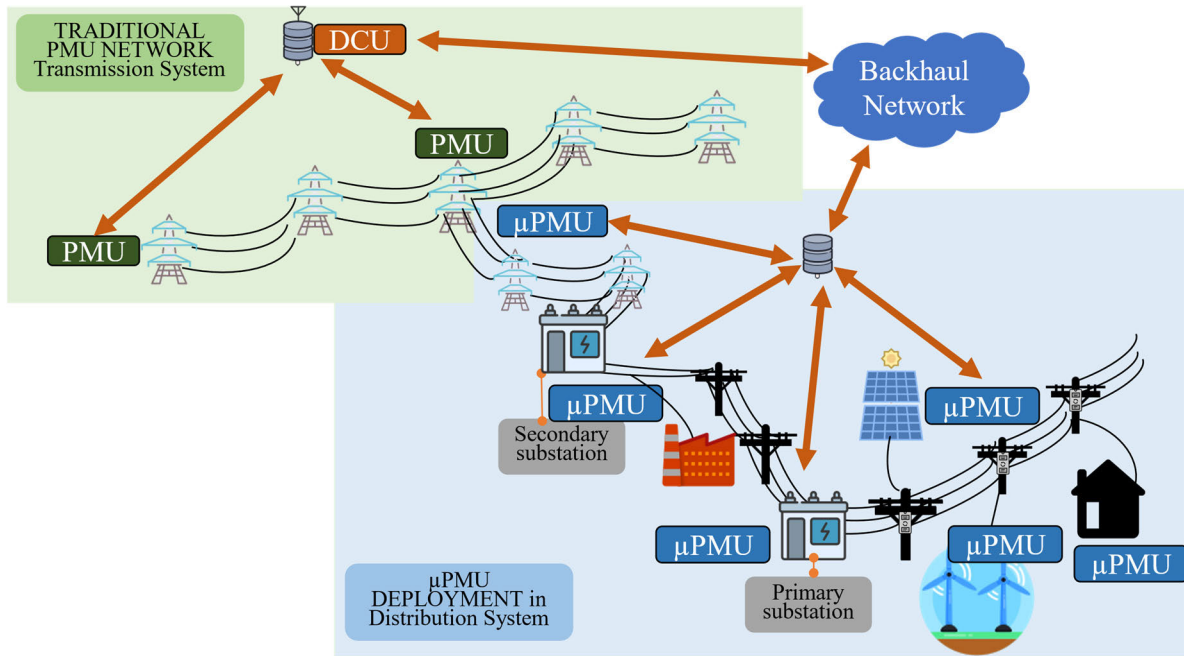 TRADITIONAL
PMU NETWORK
Transmission System
DCU
Backhaul
Network
PMU
PMU
µPMU
µPMU
µPMU
Secondary
substation
µPMU
µPMU
µPMU
Primary
substation
µPMU
DEPLOYMENT in
Distribution System